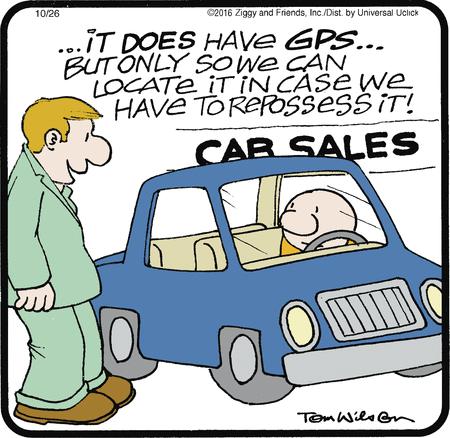 10/26
©2016 Ziggy and Friends, Inc./Dist. by Universal Uclick
...iT DOES HAVE GPS...
BUT ONLY SO WE CAN
LOCATE iT iN CASE WE
HAVE TO REPOSSESS iT!
CAR SALES
Tom Wilson